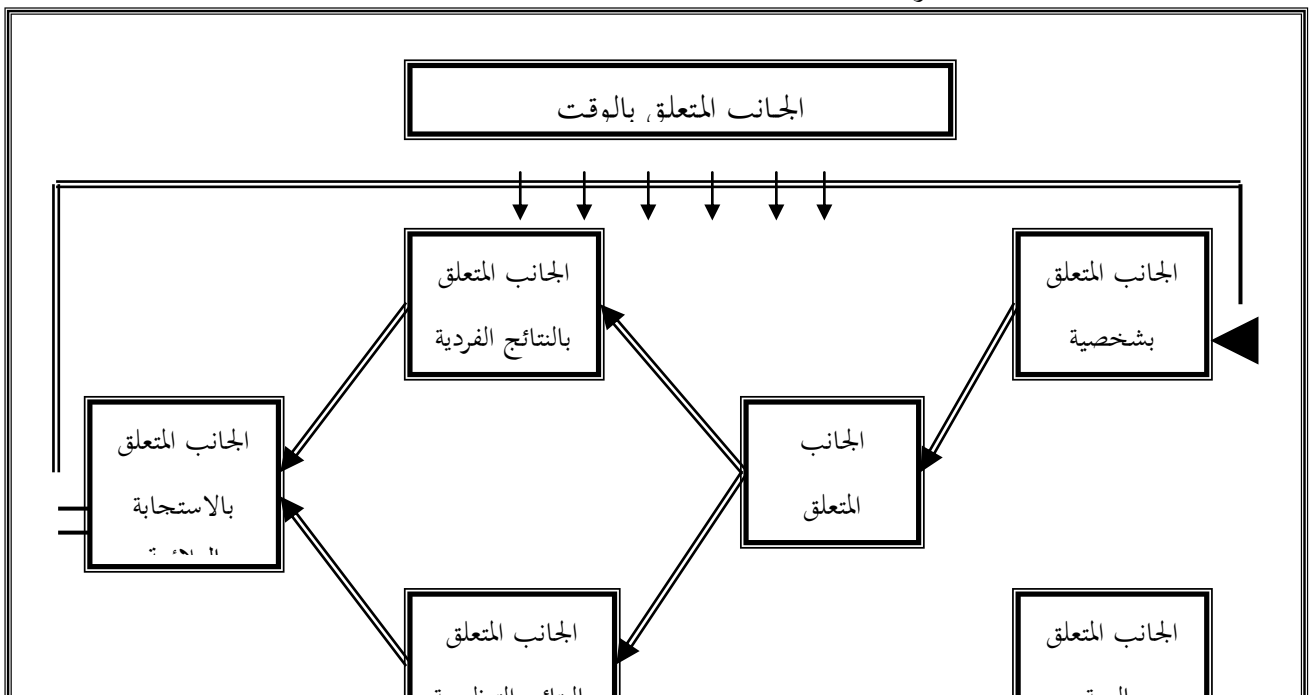 الجانب المتعلق بالوقت
الجانب المتعلق
بشخصية
الجانب المتعلق
بالنتائج الفردية
الجانب
المتعلق
الجانب المتعلق
بالاستجابة
الجانب المتعلق
الجانب المتعلق